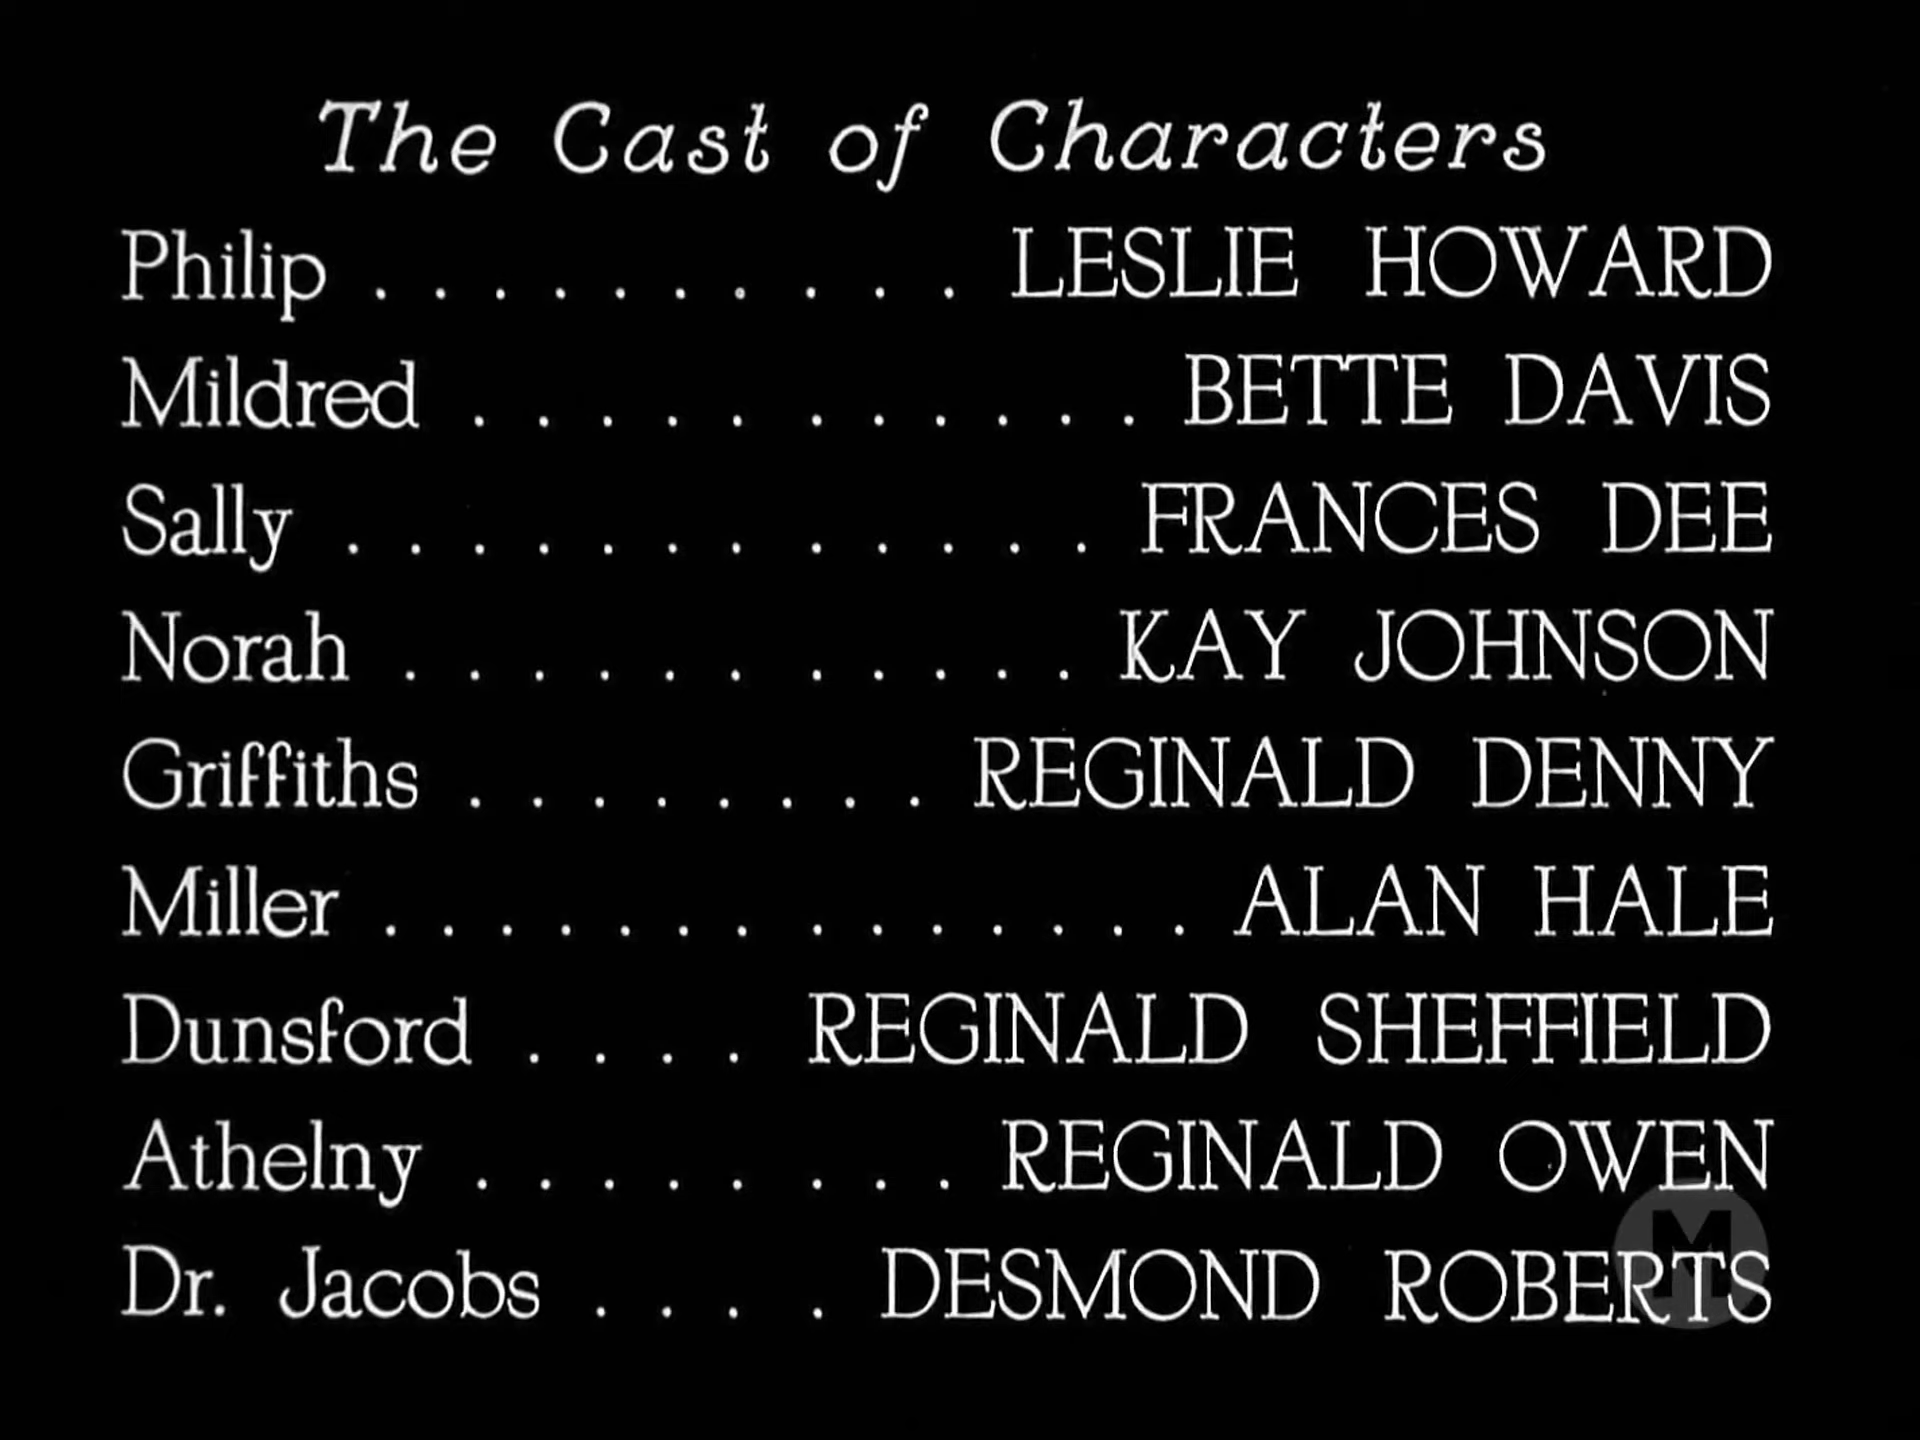 The Cast of Characters
Philip . . . . . . . . . . LESLIE HOWARD
Mildred . . . . . . . . . . . BETTE DAVIS
Sally . . . . . . . . . . . . FRANCES DEE
Norah . . . . . . . . . . . KAY JOHNSON
Griffiths . . . . . . . . REGINALD DENNY
Miller . . . . . . . . . . . . . . ALAN HALE
Dunsford . . . . REGINALD SHEFFIELD
Athelny . . . . . . . . REGINALD OWEN
Dr. Jacobs . . . . DESMOND ROBERTS
M